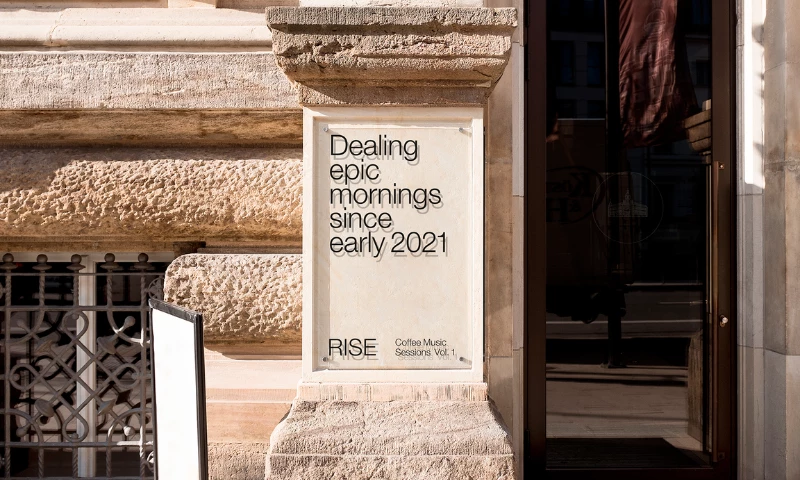 Dealing
epic
mornings
since
early 2021
RISE
Coffee Music
Sessions Vol. 1